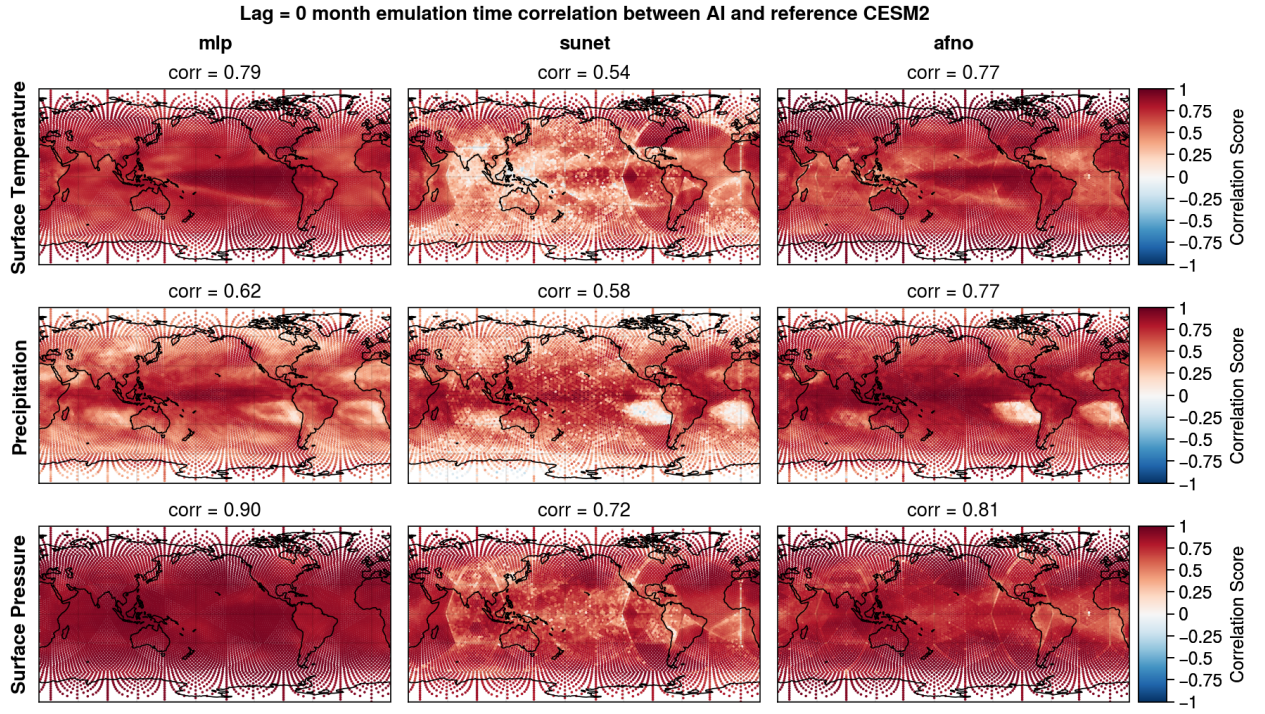 Lag = 0 month emulation time correlation between AI and reference CESM2
mlp
sunet
afno
corr = 0.79
corr = 0.54
corr = 0.77
Surface Temperature
1
0.75
0.5
0.25
0
−0.25
−0.5
−0.75
−1
Correlation Score
corr = 0.62
corr = 0.58
corr = 0.77
Precipitation
1
0.75
0.5
0.25
0
−0.25
−0.5
−0.75
−1
Correlation Score
corr = 0.90
corr = 0.72
corr = 0.81
Surface Pressure
1
0.75
0.5
0.25
0
−0.25
−0.5
−0.75
−1
Correlation Score